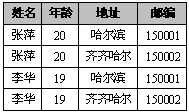 姓名 年龄 地址 邮编
张萍 20 哈尔滨 150001
张萍 20 齐齐哈尔 150002
李华 19 哈尔滨 150001
李华 19 齐齐哈尔 150002